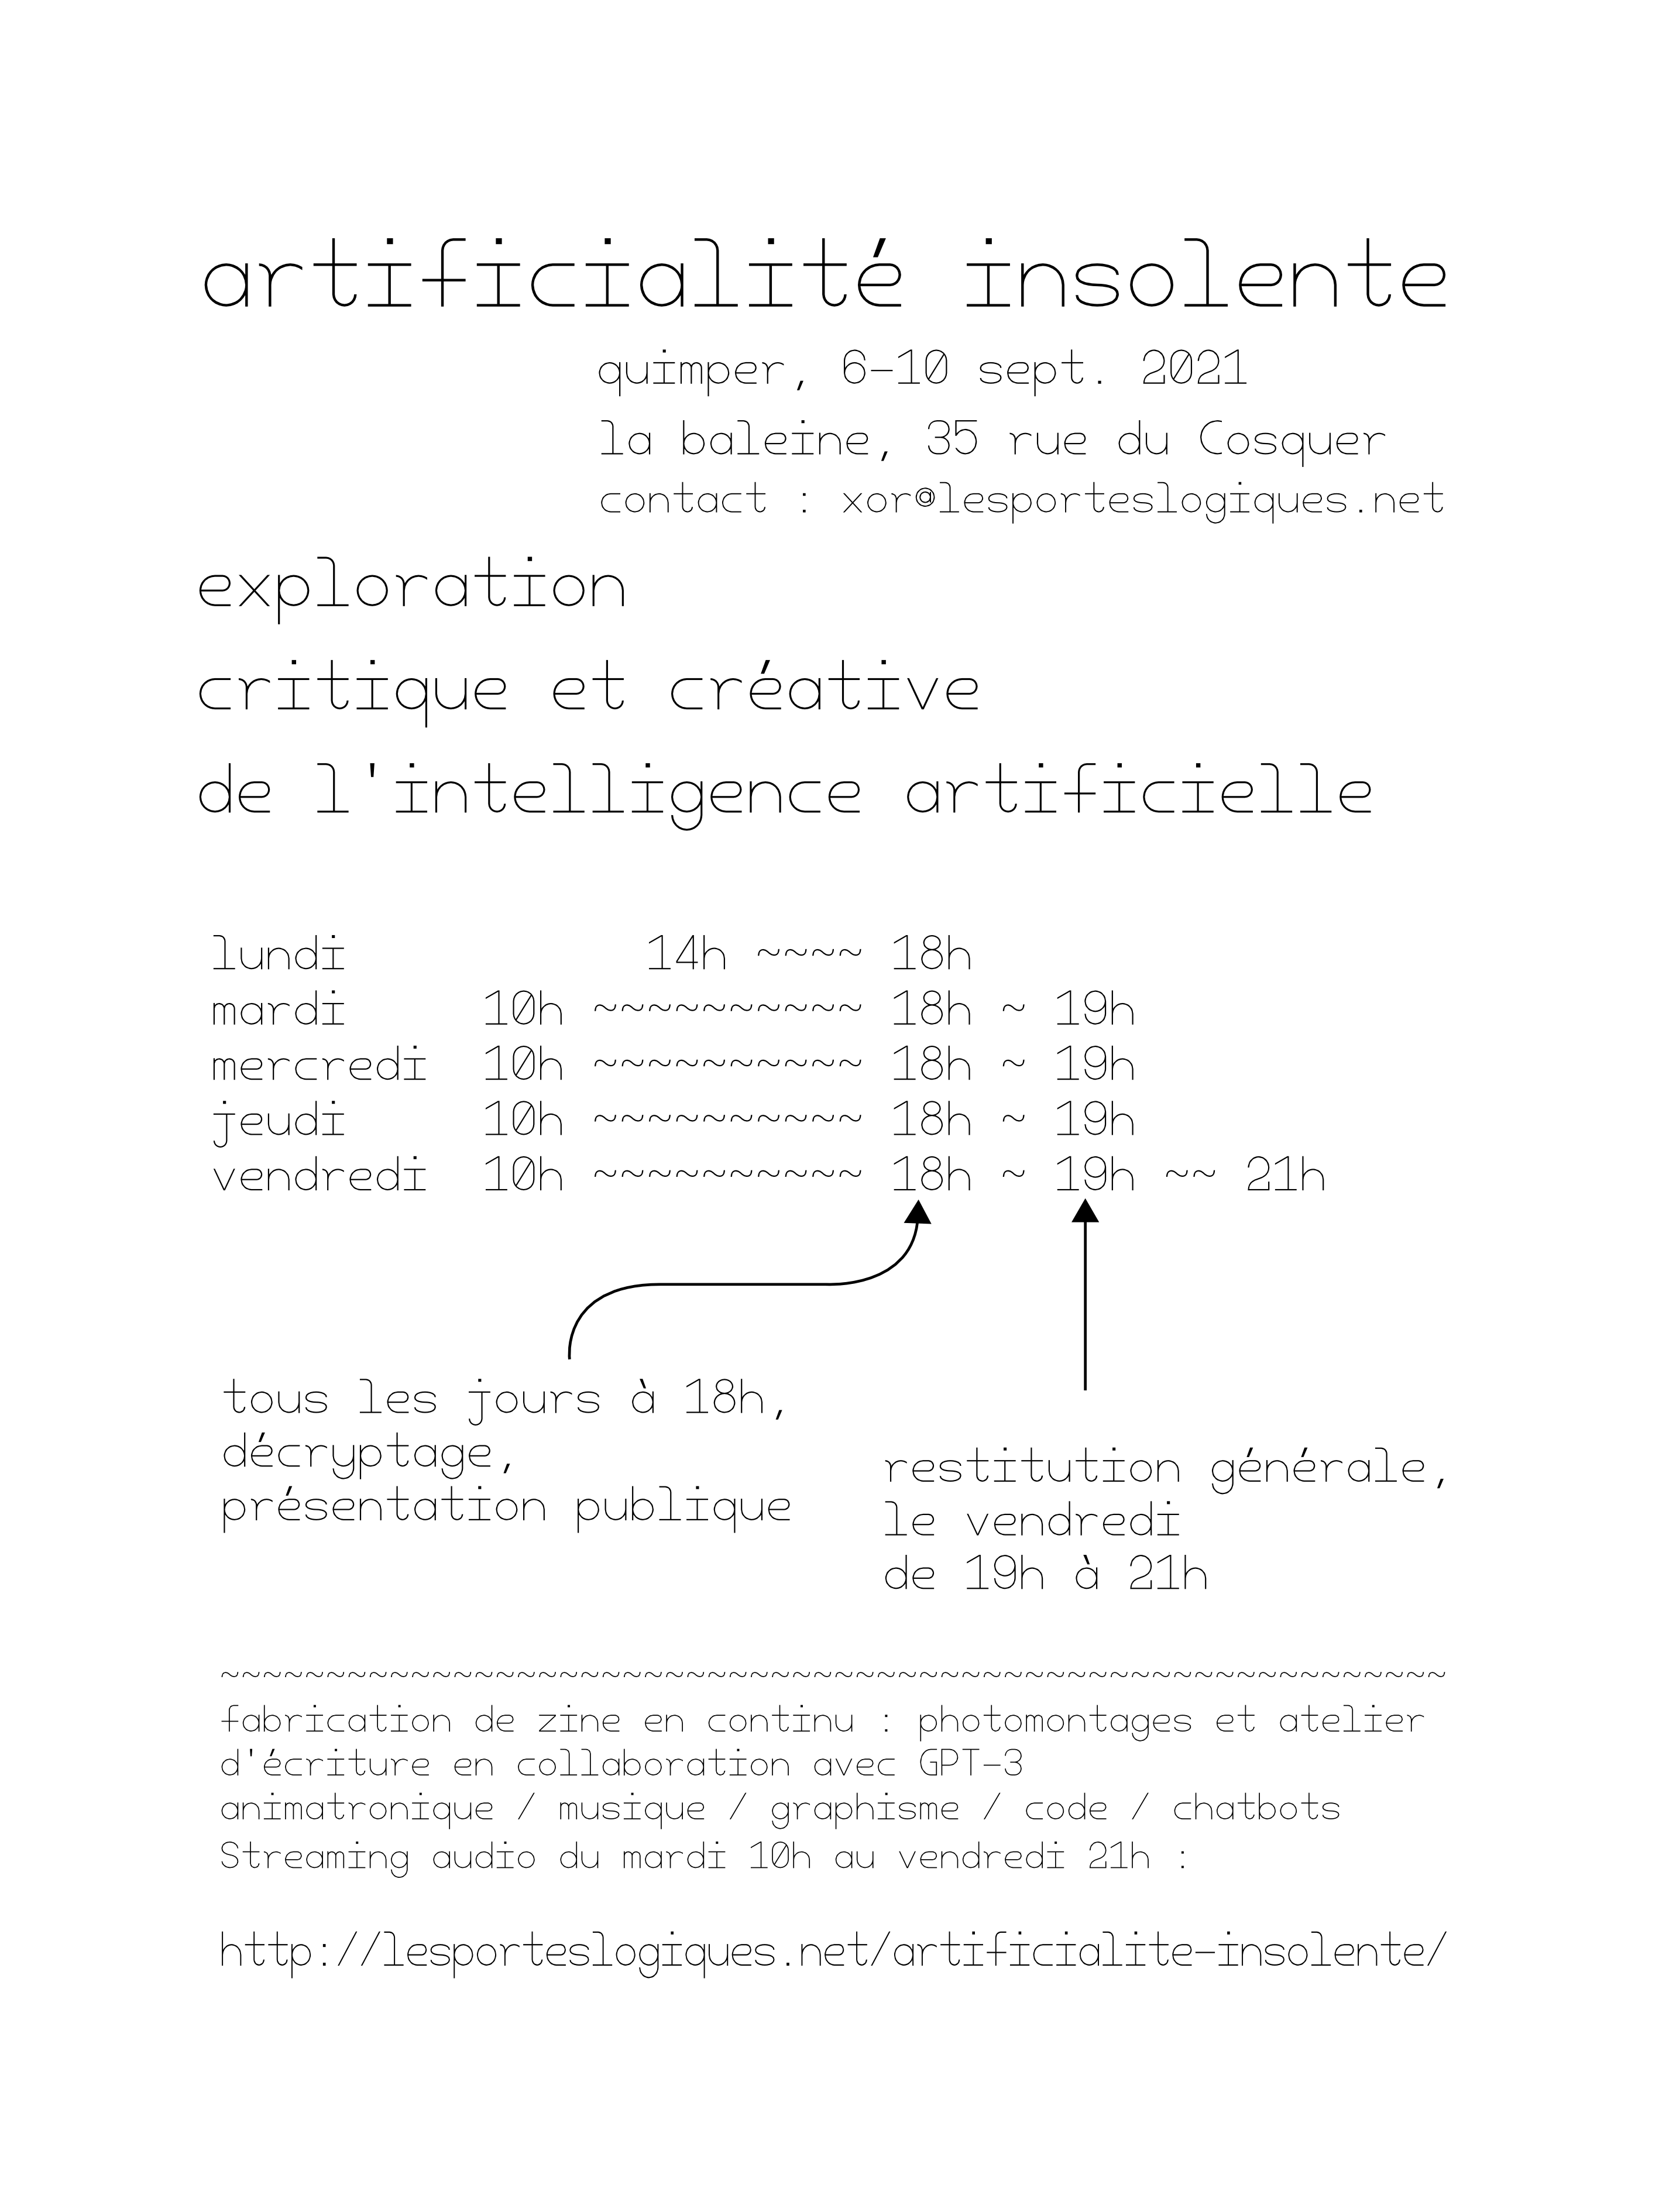 artificialité insolente
quimper, 6-10 sept. 2021
la baleine, 35 rue du Cosquer
contact : xor@lesporteslogiques.net
exploration
critique et créative
de l'intelligence artificielle
lundi 14h ~~~~ 18h
mardi 10h ~~~~~~~~~~ 18h ~ 19h
mercredi 10h ~~~~~~~~~~ 18h ~ 19h
jeudi 10h ~~~~~~~~~~ 18h ~ 19h
vendredi 10h ~~~~~~~~~~ 18h ~ 19h ~~ 21h
tous les jours à 18h,
décryptage,
présentation publique
restitution générale,
le vendredi
de 19h à 21h
~~~~~~~~~~~~~~~~~~~~~~~~~~~~~~~~~~~~~~~~~~~~~~~~~~~~~~~~~~
fabrication de zine en continu : photomontages et atelier
d'écriture en collaboration avec GPT-3
animatronique / musique / graphisme / code / chatbots
Streaming audio du mardi 10h au vendredi 21h :
http://lesporteslogiques.net/artificialite-insolente/